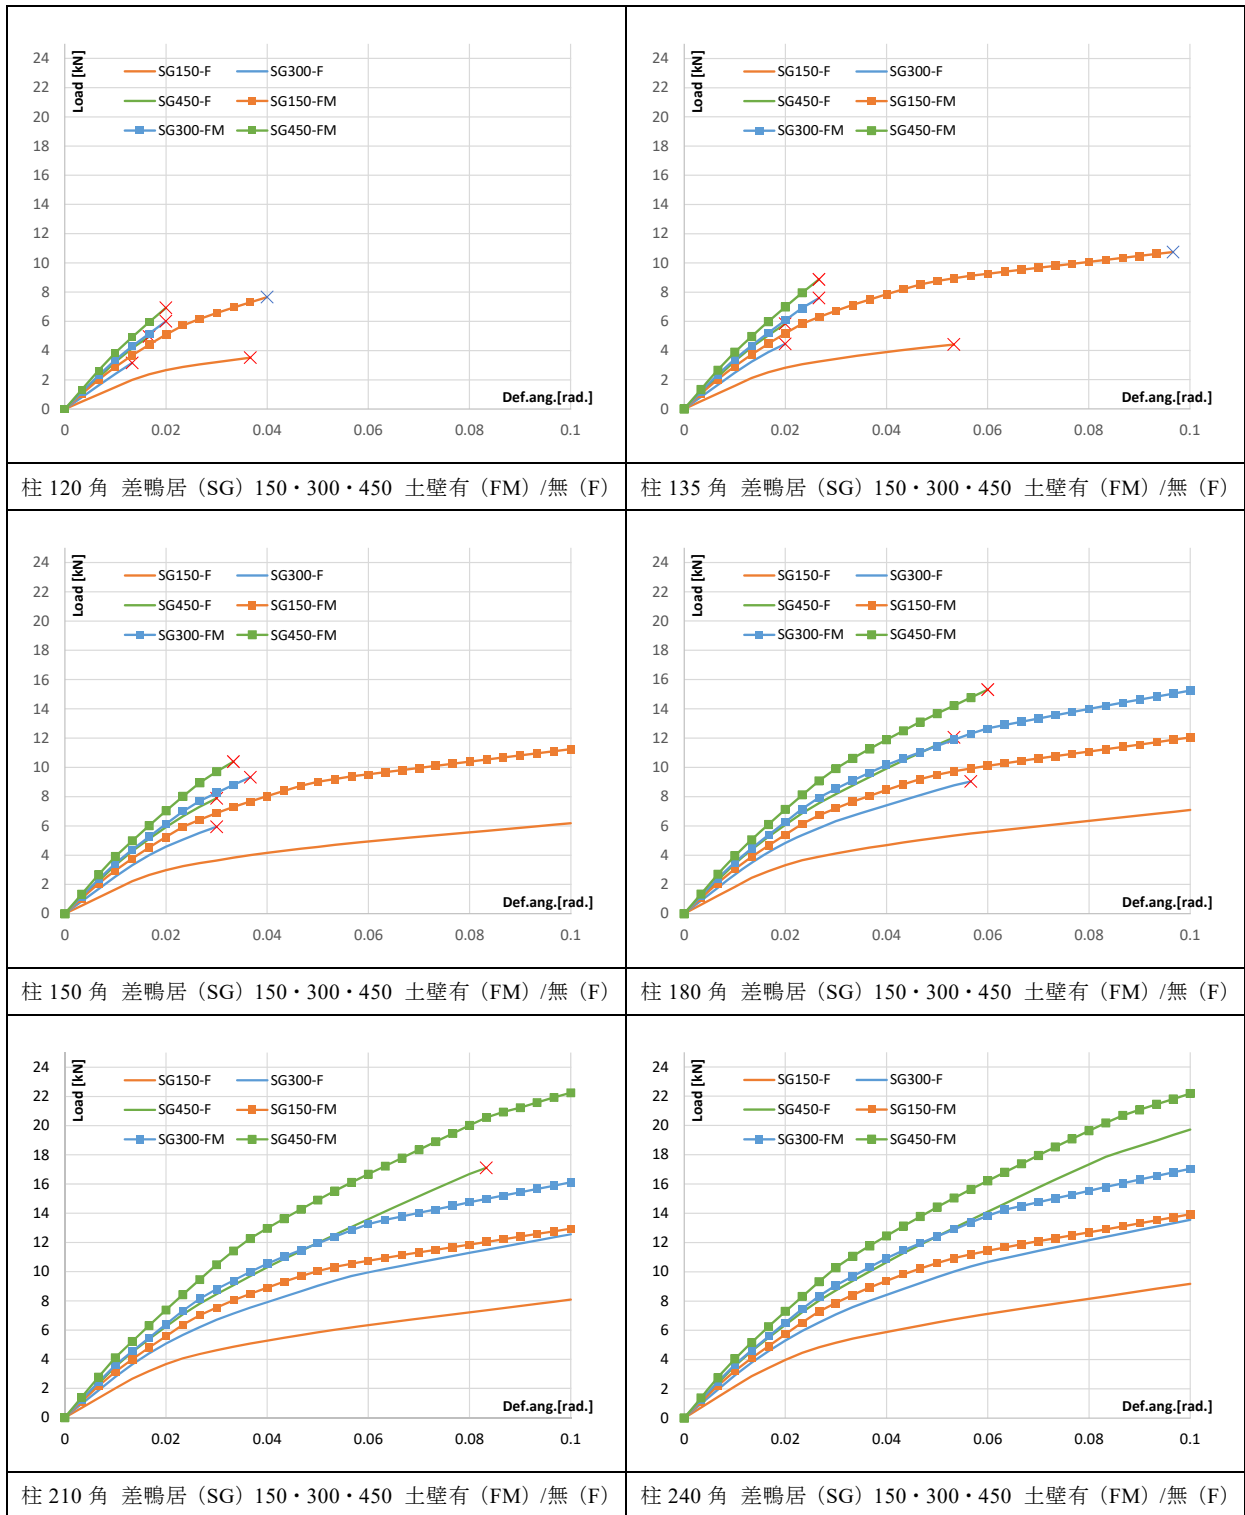 24
22
20
18
16
14
12
10
8
6
4
2
0
Load [kN]
SG150-F SG300-F
SG450-F SG150-FM
SG300-FM SG450-FM
Def.ang.[rad.]
0 0.02 0.04 0.06 0.08 0.1
柱 120 角 差鴨居（SG）150・300・450 土壁有（FM）/無（F）
24
22
20
18
16
14
12
10
8
6
4
2
0
Load [kN]
SG150-F SG300-F
SG450-F SG150-FM
SG300-FM SG450-FM
Def.ang.[rad.]
0 0.02 0.04 0.06 0.08 0.1
柱 135 角 差鴨居（SG）150・300・450 土壁有（FM）/無（F）
24
22
20
18
16
14
12
10
8
6
4
2
0
Load [kN]
SG150-F SG300-F
SG450-F SG150-FM
SG300-FM SG450-FM
Def.ang.[rad.]
0 0.02 0.04 0.06 0.08 0.1
柱 150 角 差鴨居（SG）150・300・450 土壁有（FM）/無（F）
24
22
20
18
16
14
12
10
8
6
4
2
0
Load [kN]
SG150-F SG300-F
SG450-F SG150-FM
SG300-FM SG450-FM
Def.ang.[rad.]
0 0.02 0.04 0.06 0.08 0.1
柱 180 角 差鴨居（SG）150・300・450 土壁有（FM）/無（F）
24
22
20
18
16
14
12
10
8
6
4
2
0
Load [kN]
SG150-F SG300-F
SG450-F SG150-FM
SG300-FM SG450-FM
Def.ang.[rad.]
0 0.02 0.04 0.06 0.08 0.1
柱 210 角 差鴨居（SG）150・300・450 土壁有（FM）/無（F）
24
22
20
18
16
14
12
10
8
6
4
2
0
Load [kN]
SG150-F SG300-F
SG450-F SG150-FM
SG300-FM SG450-FM
Def.ang.[rad.]
0 0.02 0.04 0.06 0.08 0.1
柱 240 角 差鴨居（SG）150・300・450 土壁有（FM）/無（F）